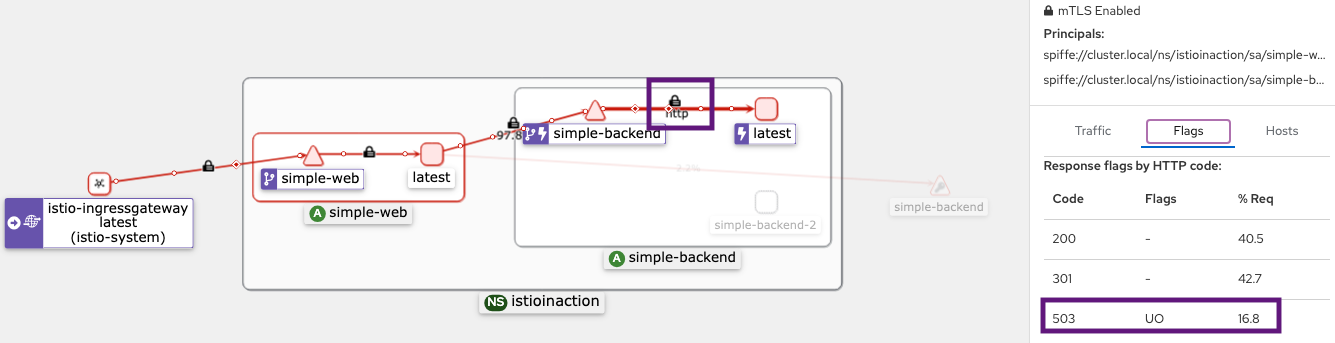 mTLS Enabled
Principals:
spiffe://cluster.local/ns/istioinaction/sa/simple-w...
spiffe://cluster.local/ns/istioinaction/sa/simple-b...
Traffic
Flags
Hosts
Response flags by HTTP code:
Code Flags % Req
200 - 40.5
301 - 42.7
503 UO 16.8
http
simple-backend
latest
97.8
simple-web
latest
2.2%
A simple-web
istio-ingressgateway
latest
(istio-system)
simple-backend
simple-backend-2
A simple-backend
NS istioinaction